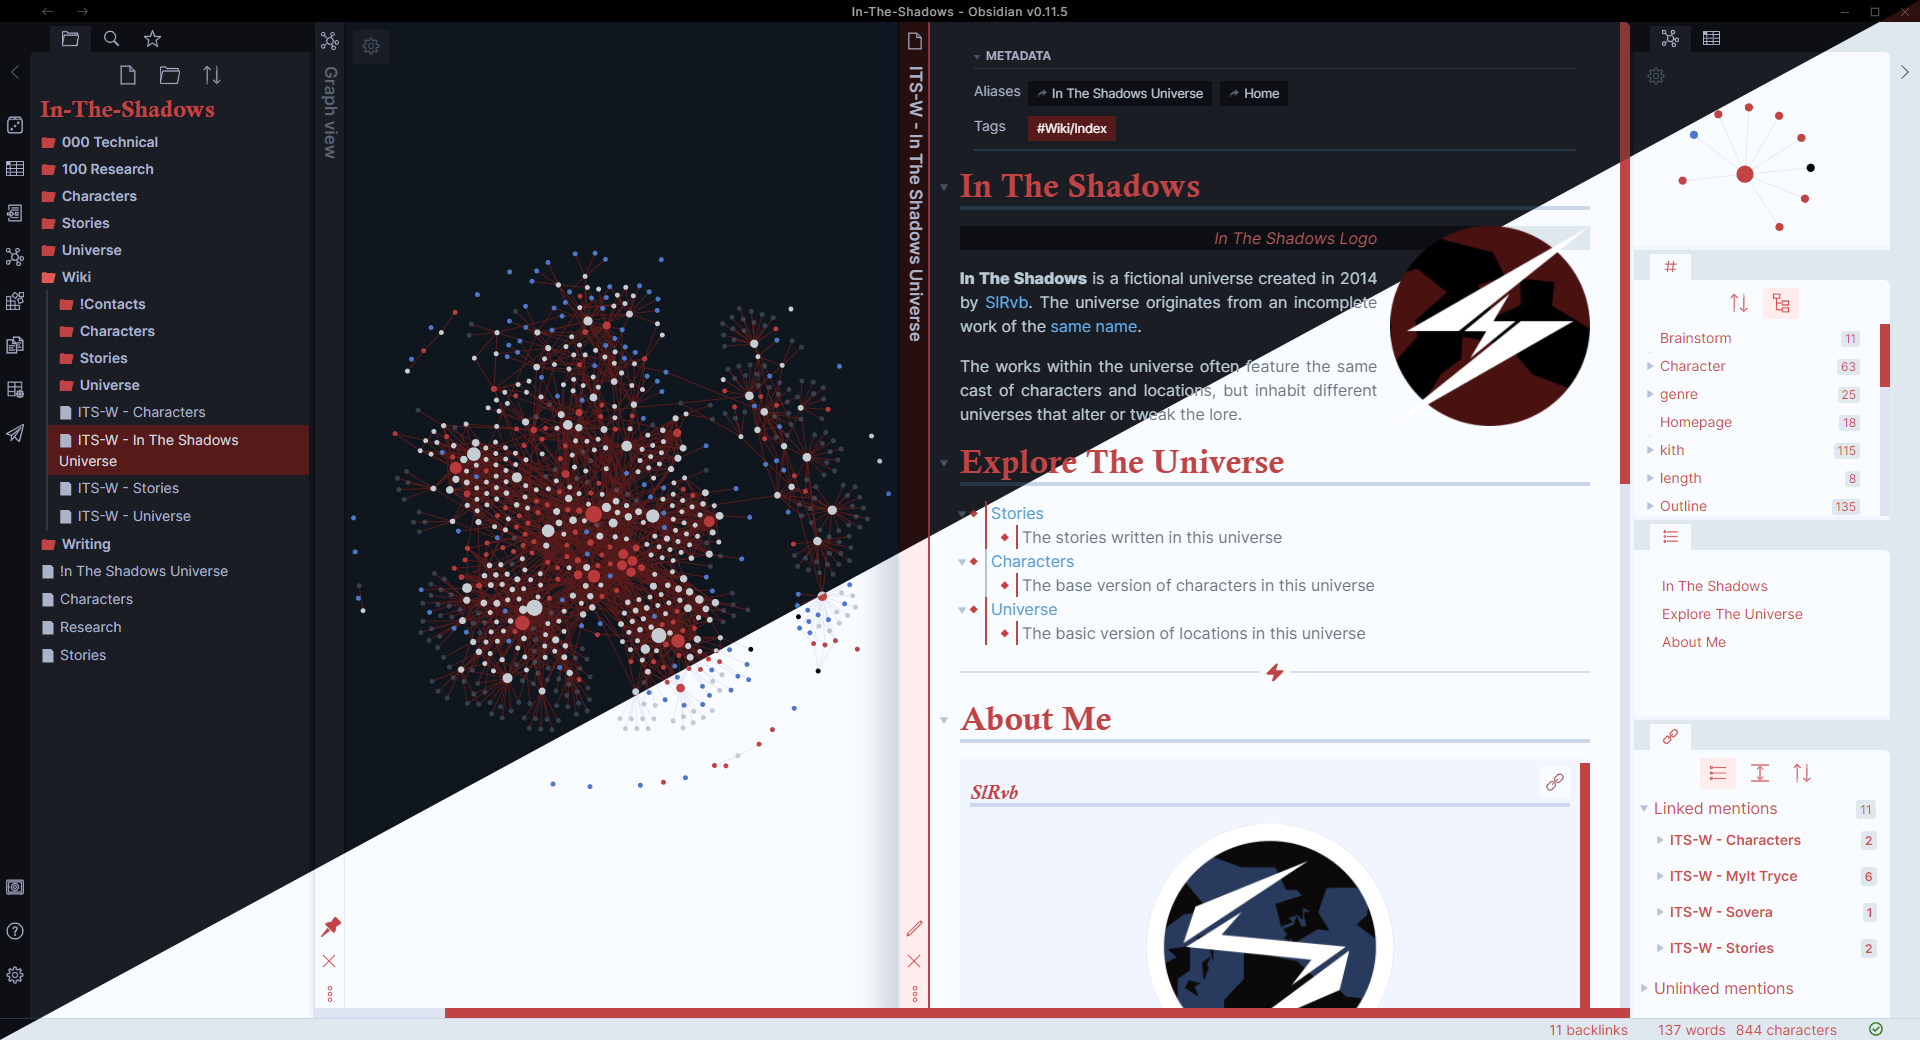 In-The-Shadows - Obsidian v0.11.5
In-The-Shadows
000 Technical
100 Research
Characters
Stories
Universe
Wiki
!Contacts
Characters
Stories
Universe
ITS-W - Characters
ITS-W - In The Shadows
Universe
ITS-W - Stories
ITS-W - Universe
Writing
!n The Shadows Universe
Characters
Research
Stories
Graph view
ITS-W - In The Shadows Universe
METADATA
Aliases In The Shadows Universe Home
Tags #Wiki/Index
In The Shadows
In The Shadows Logo
In The Shadows is a fictional universe created in 2014
by SlRvb. The universe originates from an incomplete
work of the same name.
The works within the universe often feature the same
cast of characters and locations, but inhabit different
universes that alter or tweak the lore.
Explore The Universe
Stories
The stories written in this universe
Characters
The base version of characters in this universe
Universe
The basic version of locations in this universe
About Me
SlRvb
#
Brainstorm 11
Character 63
genre 25
Homepage 18
kith 115
length 8
Outline 135
In The Shadows
Explore The Universe
About Me
Linked mentions 11
ITS-W - Characters 2
ITS-W - Mylt Tryce 6
ITS-W - Sovera 1
ITS-W - Stories 2
Unlinked mentions
11 backlinks 137 words 844 characters